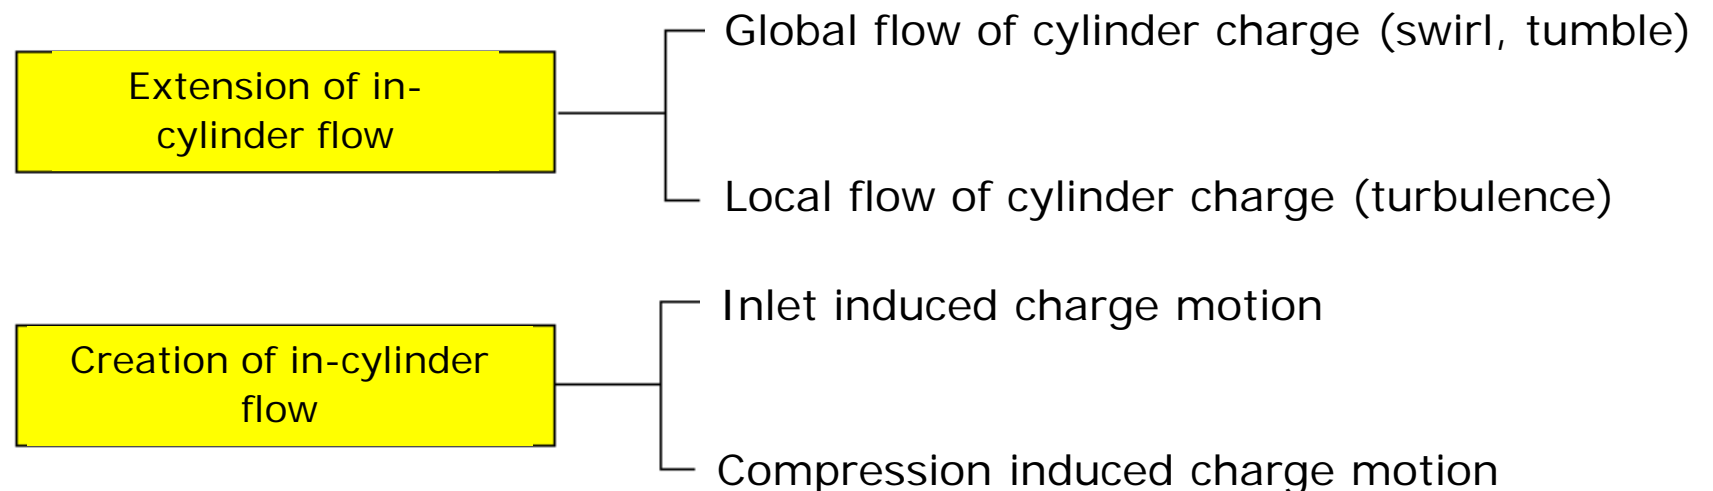 Global flow of cylinder charge (swirl, tumble)
Extension of in-
cylinder flow
Local flow of cylinder charge (turbulence)
Inlet induced charge motion
Creation of in-cylinder
flow
Compression induced charge motion